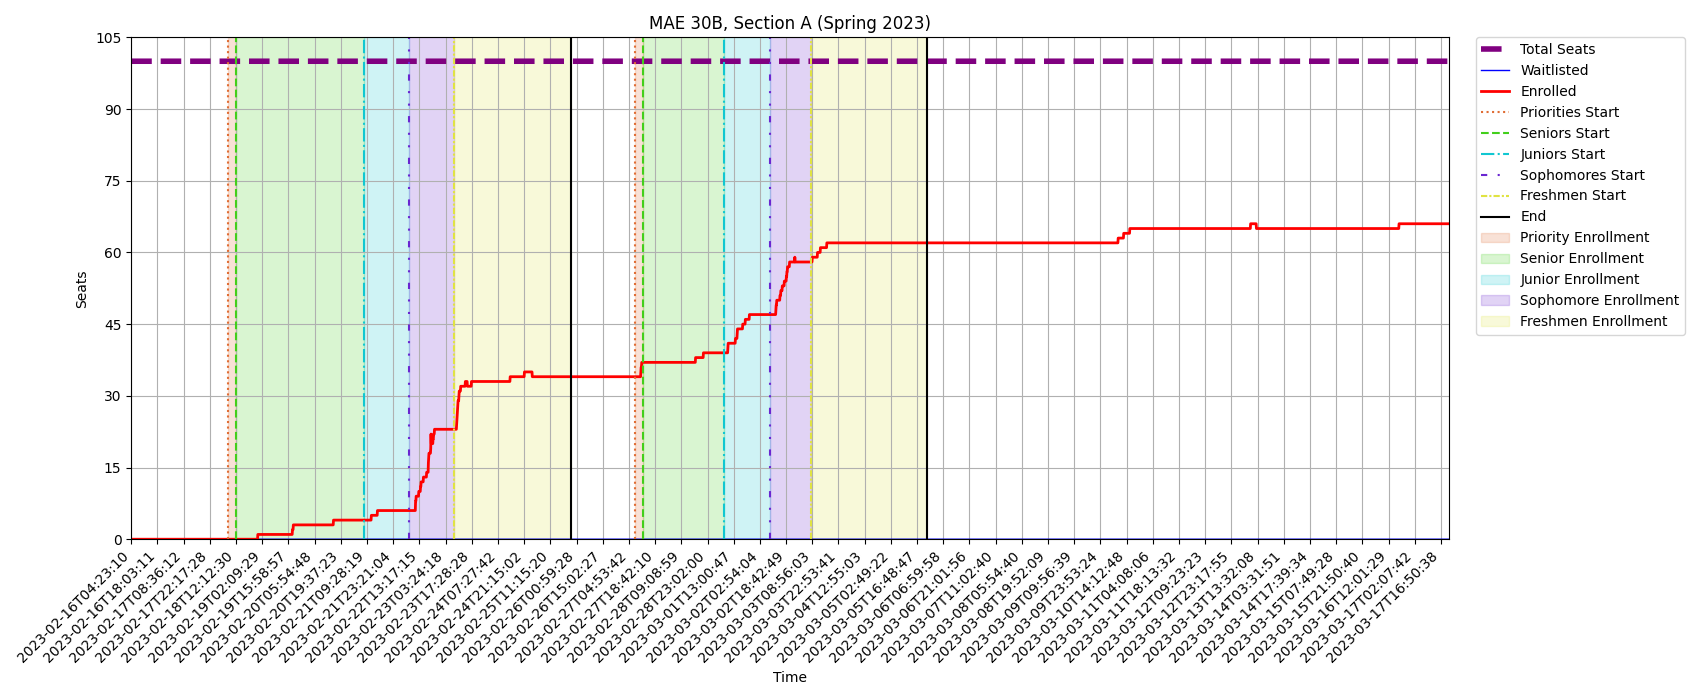 MAE 30B, Section A (Spring 2023)
105
90
75
60
45
30
15
0
Seats
2023-02-16T04:23:10
2023-02-16T18:03:11
2023-02-17T08:36:12
2023-02-17T22:17:28
2023-02-18T12:12:30
2023-02-19T02:09:29
2023-02-19T15:58:57
2023-02-20T05:54:48
2023-02-20T19:37:23
2023-02-21T09:28:19
2023-02-21T23:21:04
2023-02-22T13:17:15
2023-02-23T03:24:18
2023-02-23T17:28:28
2023-02-24T07:27:42
2023-02-24T21:15:02
2023-02-25T11:15:20
2023-02-26T00:59:28
2023-02-26T15:02:27
2023-02-27T04:53:42
2023-02-27T18:42:10
2023-02-28T09:08:59
2023-02-28T23:02:00
2023-03-01T13:00:47
2023-03-02T02:54:04
2023-03-02T18:42:49
2023-03-03T08:56:03
2023-03-03T22:53:41
2023-03-04T12:55:03
2023-03-05T02:49:22
2023-03-05T16:48:47
2023-03-06T06:59:58
2023-03-06T21:01:56
2023-03-07T11:02:40
2023-03-08T05:54:40
2023-03-08T19:52:09
2023-03-09T09:56:39
2023-03-09T23:53:24
2023-03-10T14:12:48
2023-03-11T04:08:06
2023-03-11T18:13:32
2023-03-12T09:23:23
2023-03-12T23:17:55
2023-03-13T13:32:08
2023-03-14T03:31:51
2023-03-14T17:39:34
2023-03-15T07:49:28
2023-03-15T21:50:40
2023-03-16T12:01:29
2023-03-17T02:07:42
2023-03-17T16:50:38
Time
Total Seats
Waitlisted
Enrolled
Priorities Start
Seniors Start
Juniors Start
Sophomores Start
Freshmen Start
End
Priority Enrollment
Senior Enrollment
Junior Enrollment
Sophomore Enrollment
Freshmen Enrollment